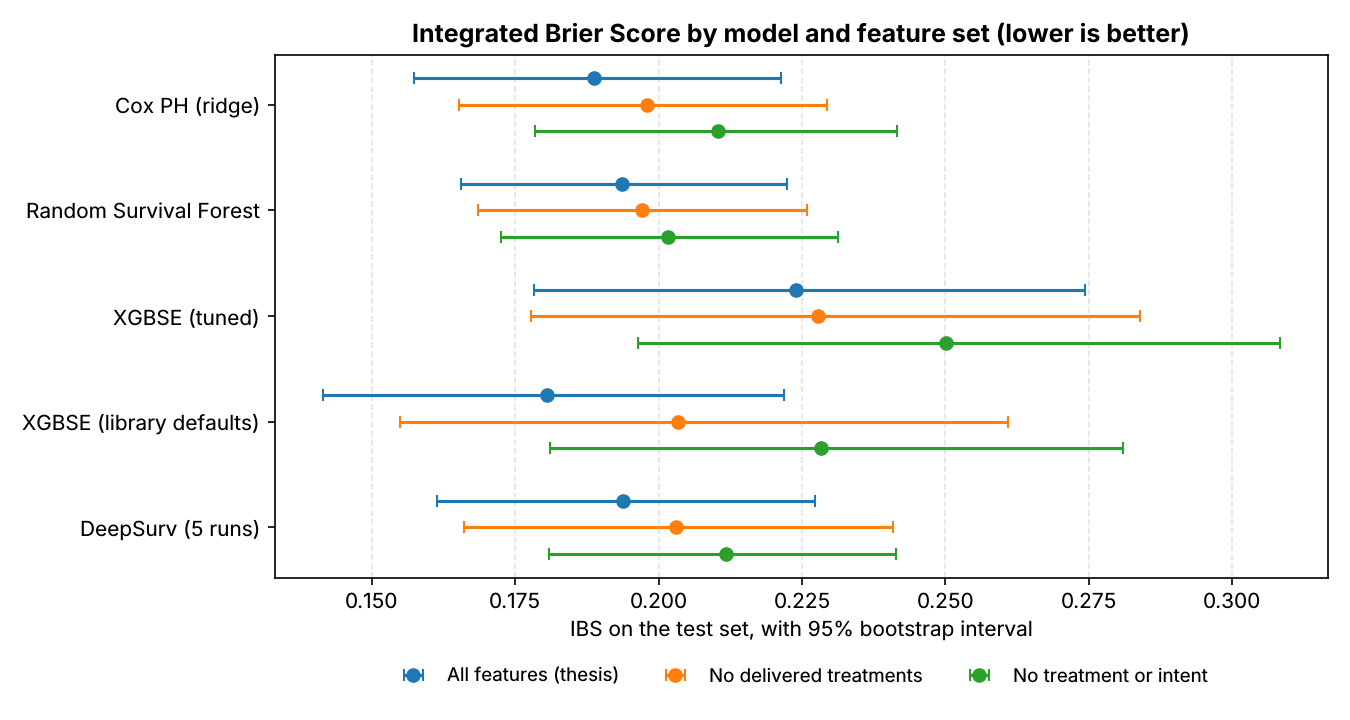 Integrated Brier Score by model and feature set (lower is better)
Cox PH (ridge)
Random Survival Forest
XGBSE (tuned)
XGBSE (library defaults)
DeepSurv (5 runs)
0.150 0.175 0.200 0.225 0.250 0.275 0.300
IBS on the test set, with 95% bootstrap interval
All features (thesis) No delivered treatments No treatment or intent